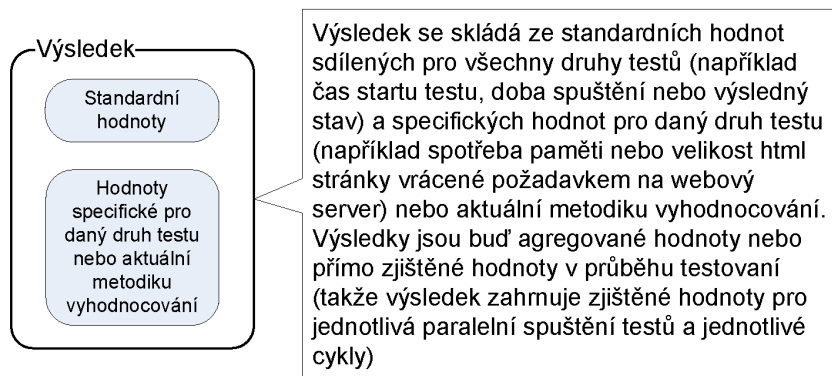 Výsledek
Standardní
hodnoty
Hodnoty
specifické pro
daný druh testu
nebo aktuální
metodiku
vyhodnocování
Výsledek se skládá ze standardních hodnot
sdílených pro všechny druhy testů (například
čas startu testu, doba spuštění nebo výsledný
stav) a specifických hodnot pro daný druh testu
(například spotřeba paměti nebo velikost html
stránky vrácené požadavkem na webový
server) nebo aktuální metodiku vyhodnocování.
Výsledky jsou buď agregované hodnoty nebo
přímo zjištěné hodnoty v průběhu testovaní
(takže výsledek zahrnuje zjištěné hodnoty pro
jednotlivá paralelní spuštění testů a jednotlivé
cykly)